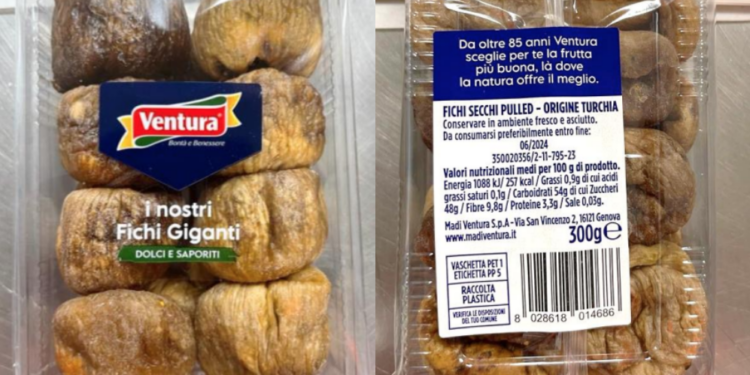 Ventura
Bontà e Benessere
i nostri
Fichi Giganti
DOLCI E SAPORITI
Da oltre 85 anni Ventura
sceglie per te la frutta
più buona, là dove
la natura offre il meglio.
FICHI SECCHI PULLED - ORIGINE TURCHIA
Conservare in ambiente fresco e asciutto.
Da consumarsi preferibilmente entro fine:
06/2024
350020356/2-11-795-23
Valori nutrizionali medi per 100 g di prodotto.
Energia 1088 kJ/ 257 kcal / Grassi 0,9g di cui acidi
grassi saturi 0,1g / Carboidrati 54g di cui Zuccheri
48g / Fibre 9,8g / Proteine 3,3g / Sale 0,03g.
Madi Ventura S.p.A - Via San Vincenzo 2, 16121 Genova
www.madiventura.it
300g e
VASCHETTA PET 1
ETICHETTA PP 5
RACCOLTA
PLASTICA
VERIFICA LE DISPOSIZIONI
DEL TUO COMUNE
8 028618 014686